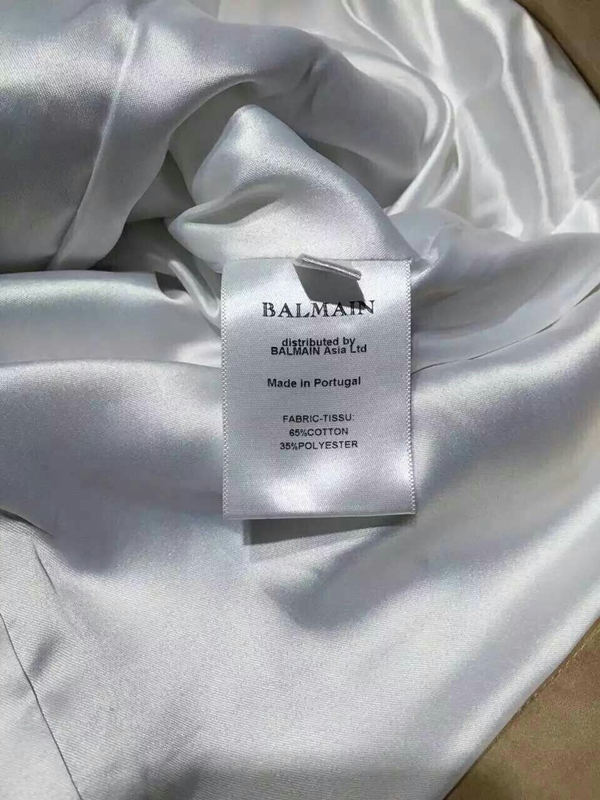 BALMAIN
distributed by
BALMAIN Asia Ltd
Made in Portugal
FABRIC-TISSU:
65%COTTON
35%POLYESTER